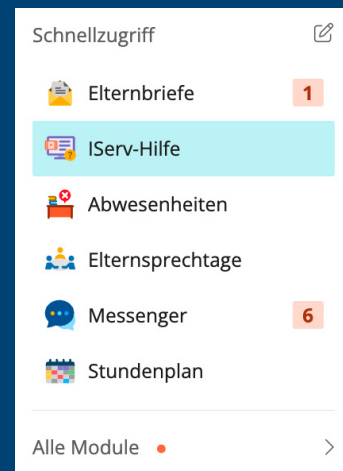 Schnellzugriff
Elternbriefe 1
IServ-Hilfe
Abwesenheiten
Elternsprechtage
Messenger 6
Stundenplan
Alle Module